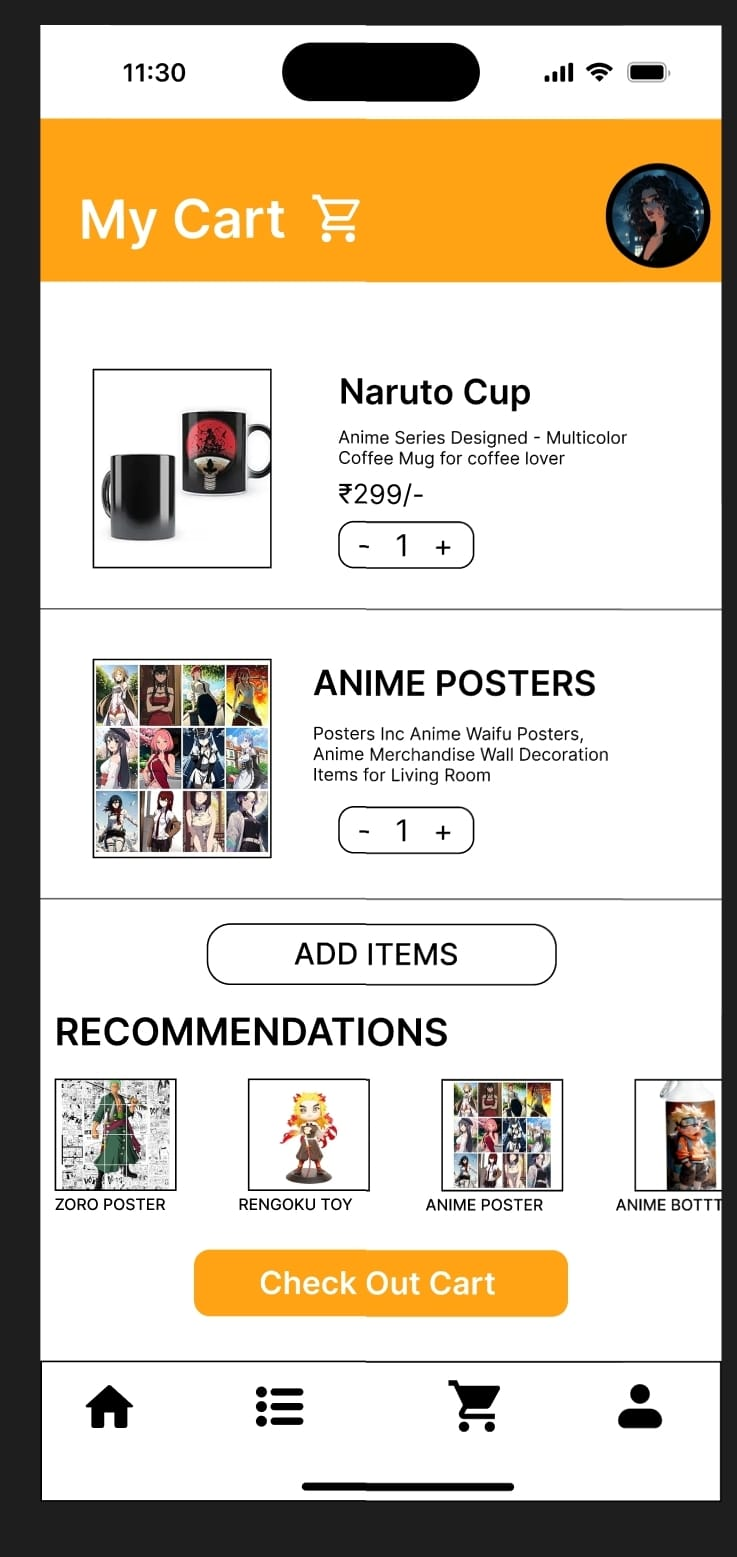 11:30
My Cart
Naruto Cup
Anime Series Designed - Multicolor
Coffee Mug for coffee lover
₹299/-
- 1 +
ANIME POSTERS
Posters Inc Anime Waifu Posters,
Anime Merchandise Wall Decoration
Items for Living Room
- 1 +
ADD ITEMS
RECOMMENDATIONS
ZORO POSTER
RENGOKU TOY
ANIME POSTER
ANIME BOTTT
Check Out Cart